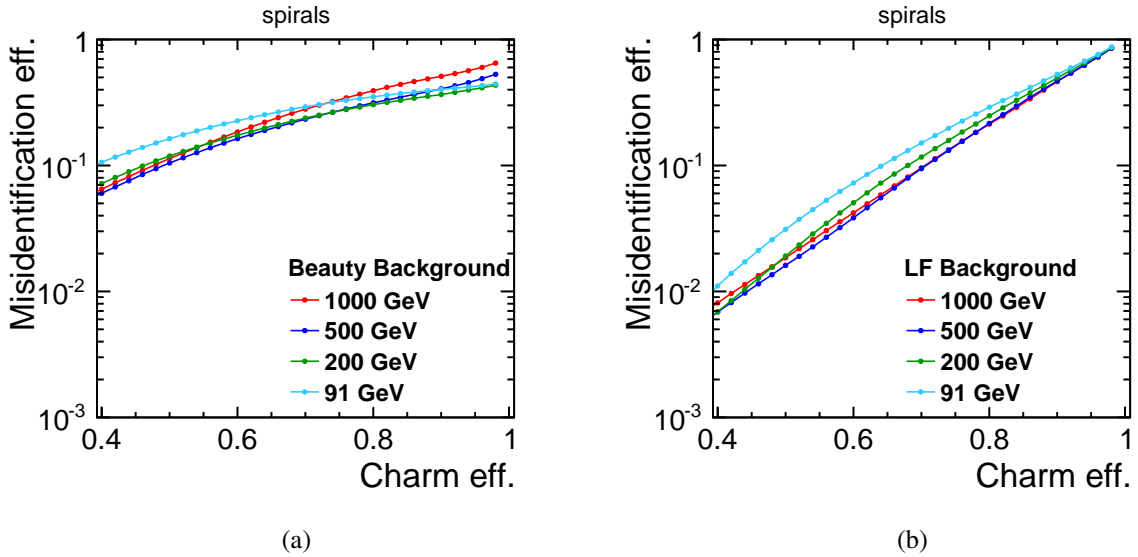 spirals
Misidentification eff.
1
10^-1
10^-2
10^-3
Beauty Background
1000 GeV
500 GeV
200 GeV
91 GeV
0.4 0.6 0.8 1
Charm eff.
(a)
spirals
Misidentification eff.
1
10^-1
10^-2
10^-3
LF Background
1000 GeV
500 GeV
200 GeV
91 GeV
0.4 0.6 0.8 1
Charm eff.
(b)